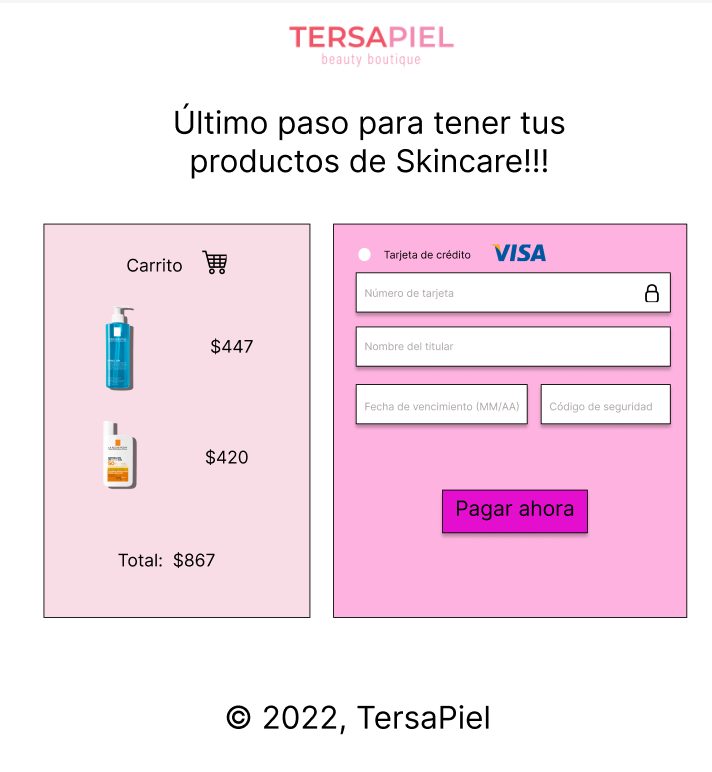 TERSAPIEL
beauty boutique
Último paso para tener tus
productos de Skincare!!!
Carrito
$447
$420
Total: $867
Tarjeta de crédito VISA
Número de tarjeta
Nombre del titular
Fecha de vencimiento (MM/AA) Código de seguridad
Pagar ahora
© 2022, TersaPiel